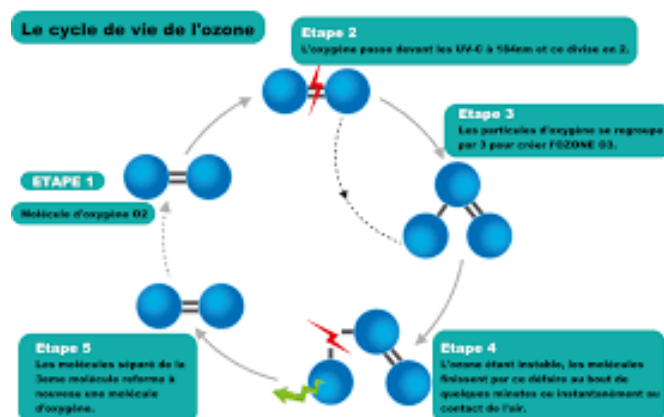 Le cycle de vie de l'ozone
Etape 2
L'oxygène passe devant les UV-C à 184nm et ce divise en 2.
Etape 3
Les particules d'oxygène se regroupe
par 3 pour créer l'OZONE O3.
ETAPE 1
Molécule d'oxygène O2
Etape 4
L'ozone étant instable, les molécules
finissent par ce défaire au bout de
quelques minutes ou instantanément au
contact de l'air.
Etape 5
Les molécules séparé de la
3eme molécule reforme à
nouveau une molécule
d'oxygène.